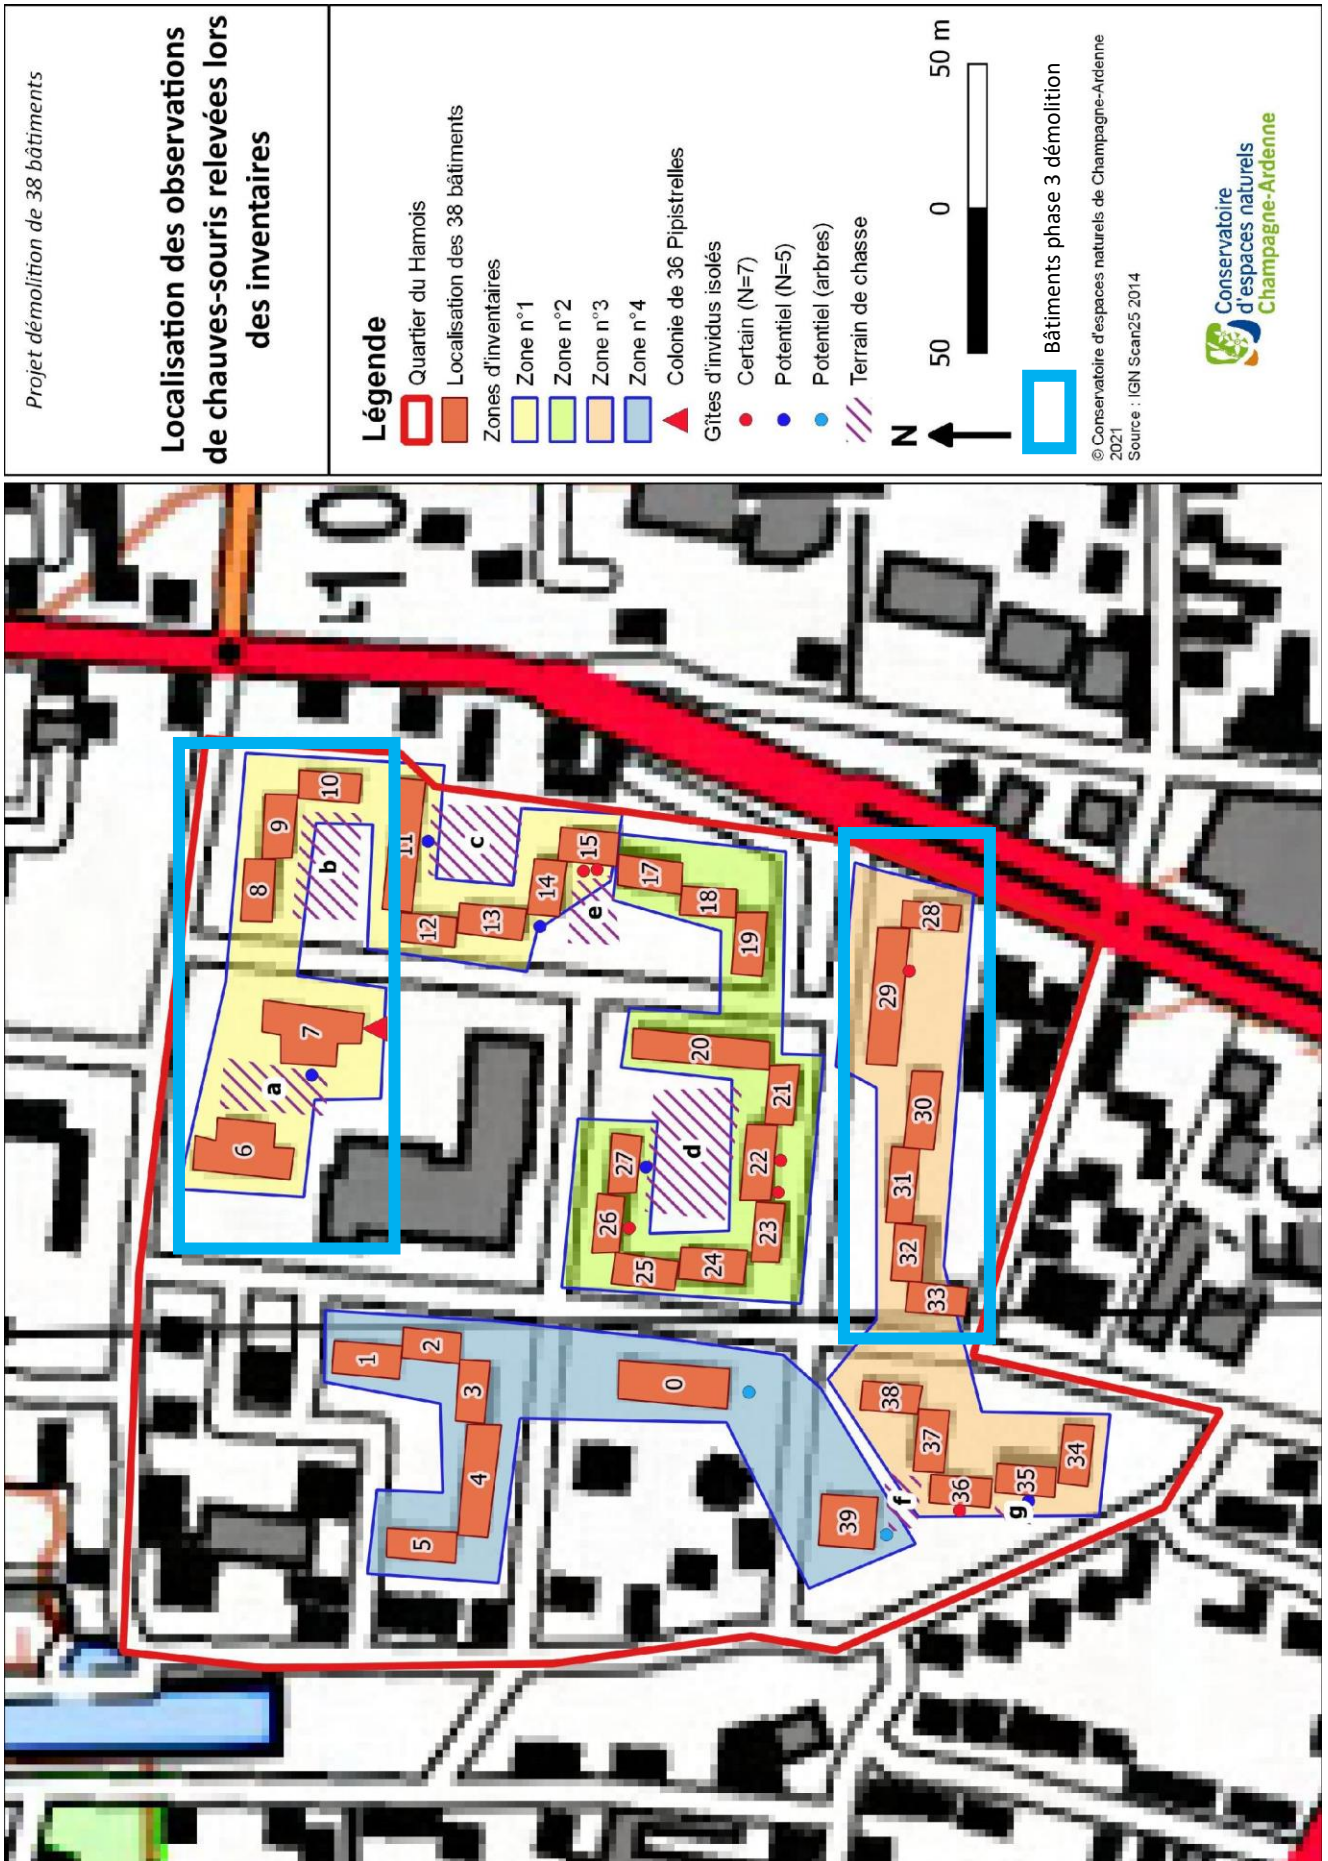 Projet démolition de 38 bâtiments
Localisation des observations
de chauves-souris relevées lors
des inventaires
Légende
Quartier du Hamois
Localisation des 38 bâtiments
Zones d'inventaires
Zone n°1
Zone n°2
Zone n°3
Zone n°4
Colonie de 36 Pipistrelles
Gîtes d'invidus isolés
Certain (N=7)
Potentiel (N=5)
Potentiel (arbres)
Terrain de chasse
N
50
0
50 m
Bâtiments phase 3 démolition
© Conservatoire d'espaces naturels de Champagne-Ardenne
2021
Source : IGN Scan25 2014
Conservatoire
d'espaces naturels
Champagne-Ardenne
6
a
7
8
9
b
10
11
12
13
c
14
15
e
17
18
19
20
21
22
23
24
25
26
27
d
28
29
30
31
32
33
1
2
3
4
5
0
39
f
38
37
36
35
g
34